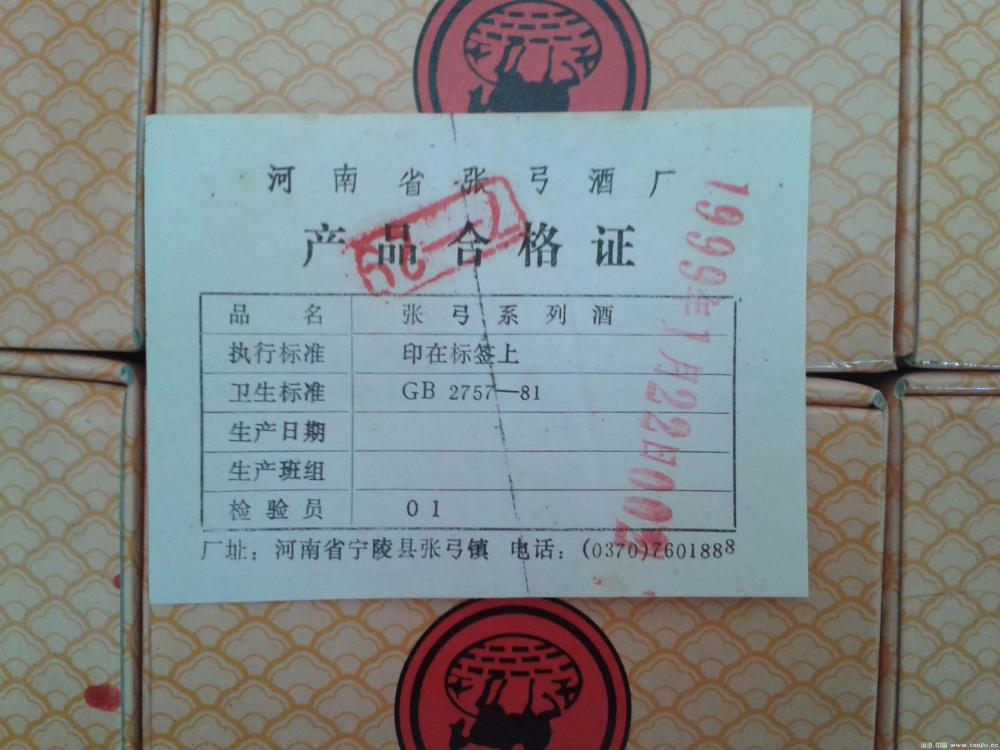 河南省张弓酒厂
产品合格证
品名 张弓系列酒
执行标准 印在标签上
卫生标准 GB 2757—81
生产日期
生产班组
检验员 01
厂址：河南省宁陵县张弓镇 电话：(0370)7601888
1999年1月22日002
www.taojiu.cc